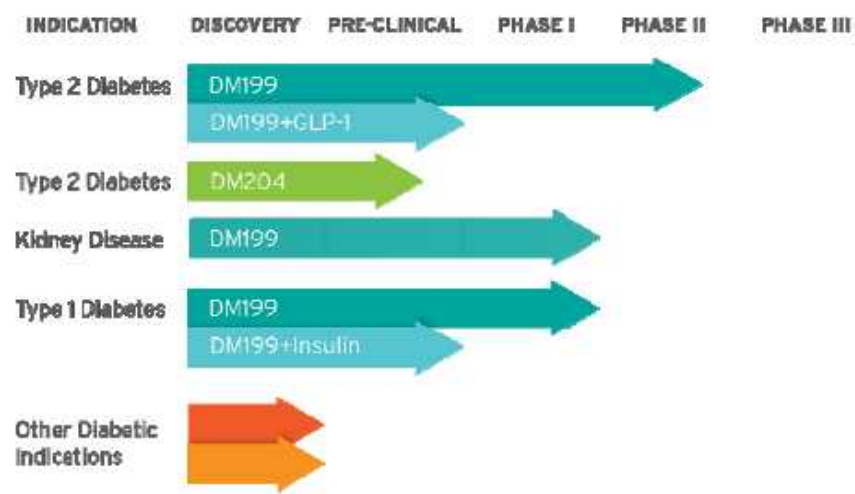 INDICATION DISCOVERY PRE-CLINICAL PHASE I PHASE II PHASE III
Type 2 Diabetes DM199
DM199+GLP-1
Type 2 Diabetes DM204
Kidney Disease DM199
Type 1 Diabetes DM199
DM199+Insulin
Other Diabetic
Indications